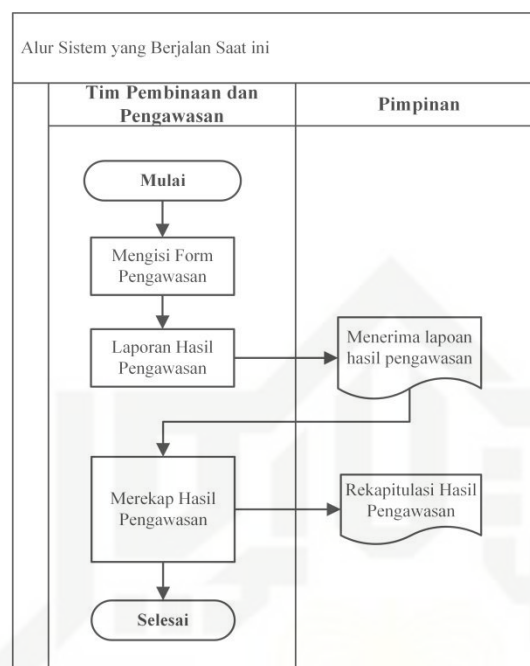 Alur Sistem yang Berjalan Saat ini
Tim Pembinaan dan
Pengawasan
Pimpinan
Mulai
Mengisi Form
Pengawasan
Laporan Hasil
Pengawasan
Menerima lapoan
hasil pengawasan
Merekap Hasil
Pengawasan
Rekapitulasi Hasil
Pengawasan
Selesai